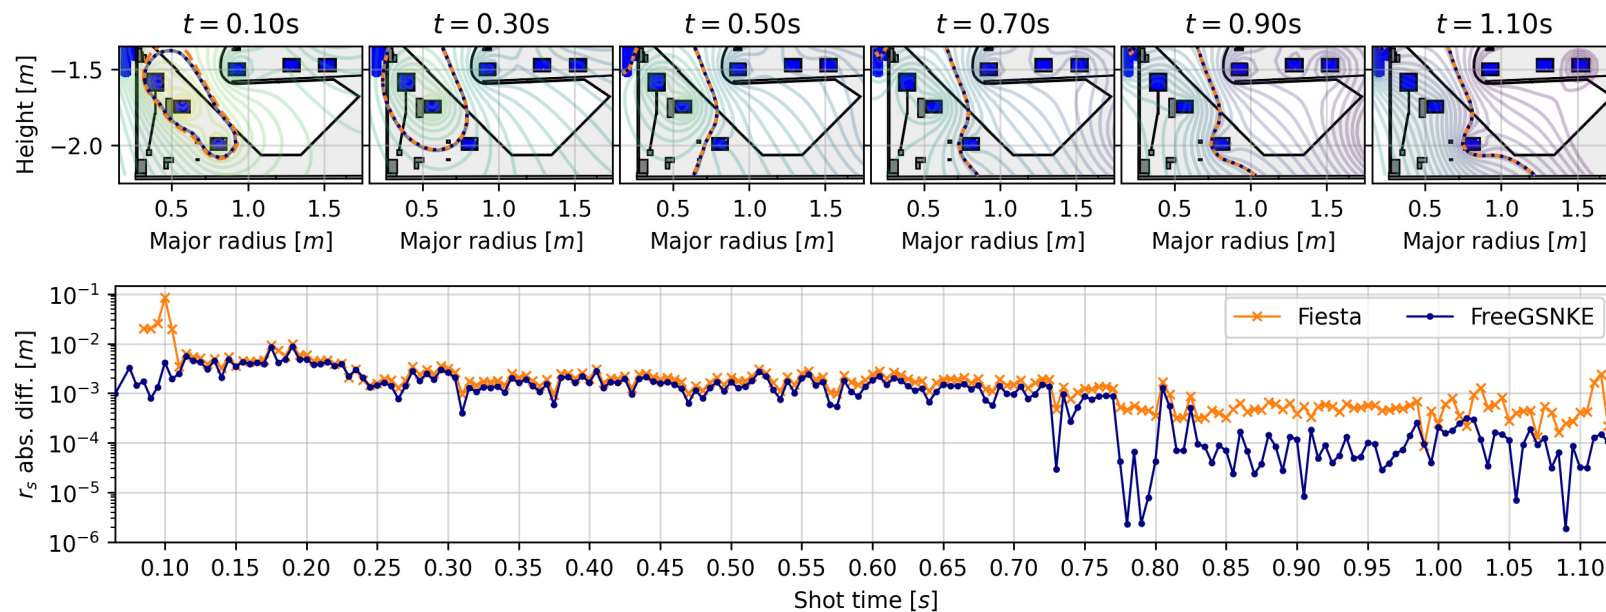 t = 0.10s t = 0.30s t = 0.50s t = 0.70s t = 0.90s t = 1.10s
Height [m]
−1.5
−2.0
0.5 1.0 1.5 0.5 1.0 1.5 0.5 1.0 1.5 0.5 1.0 1.5 0.5 1.0 1.5 0.5 1.0 1.5
Major radius [m] Major radius [m] Major radius [m] Major radius [m] Major radius [m] Major radius [m]
r_s abs. diff. [m]
10⁻¹
10⁻²
10⁻³
10⁻⁴
10⁻⁵
10⁻⁶
Fiesta FreeGSNKE
0.10 0.15 0.20 0.25 0.30 0.35 0.40 0.45 0.50 0.55 0.60 0.65 0.70 0.75 0.80 0.85 0.90 0.95 1.00 1.05 1.10
Shot time [s]